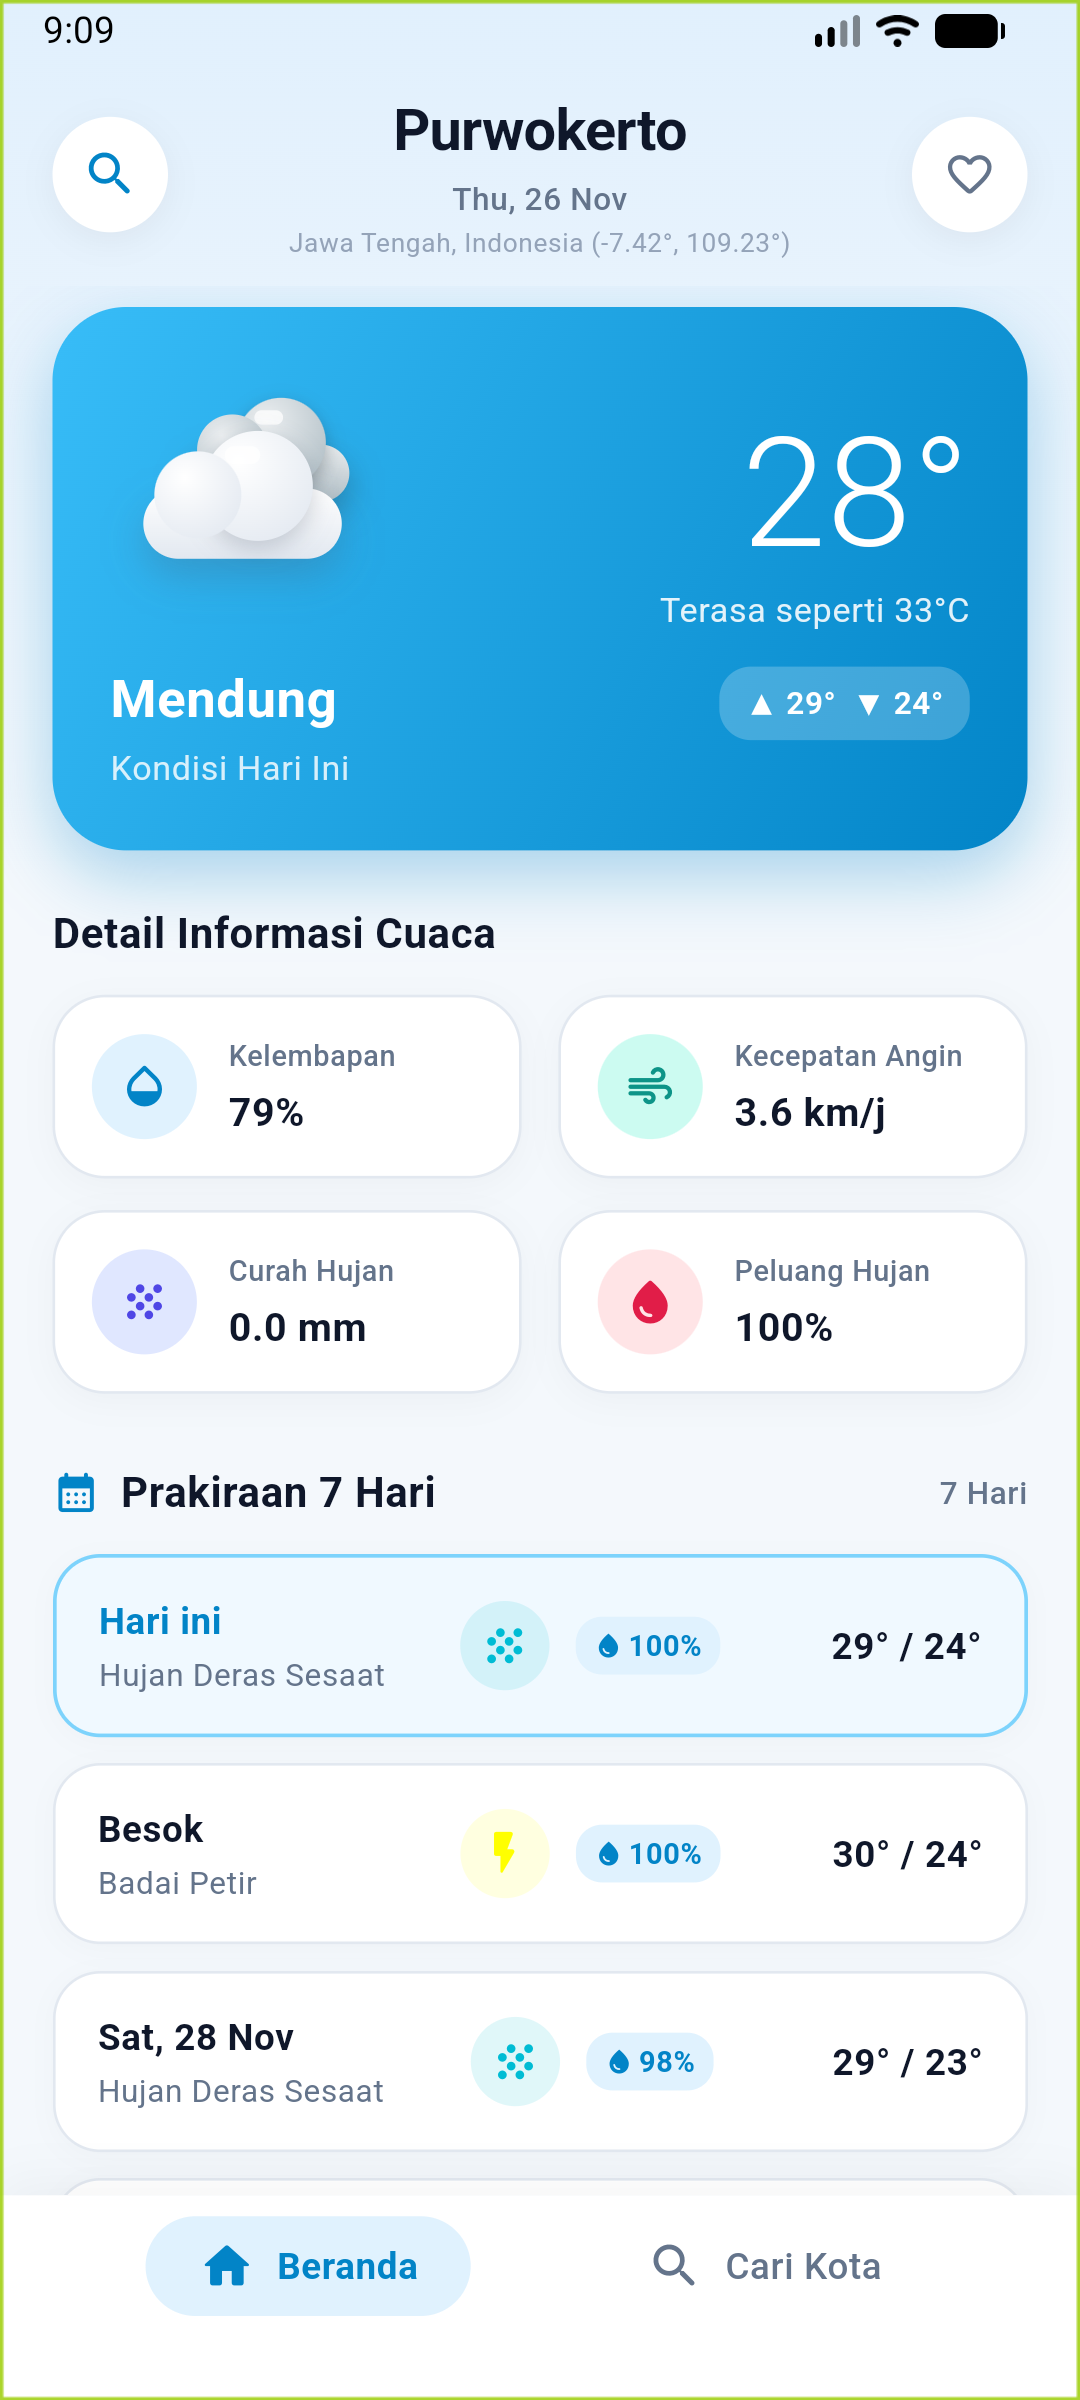 9:09
Purwokerto
Thu, 26 Nov
Jawa Tengah, Indonesia (-7.42°, 109.23°)
28°
Terasa seperti 33°C
Mendung
▲ 29° ▼ 24°
Kondisi Hari Ini
Detail Informasi Cuaca
Kelembapan
79%
Kecepatan Angin
3.6 km/j
Curah Hujan
0.0 mm
Peluang Hujan
100%
Prakiraan 7 Hari
7 Hari
Hari ini
Hujan Deras Sesaat
100%
29° / 24°
Besok
Badai Petir
100%
30° / 24°
Sat, 28 Nov
Hujan Deras Sesaat
98%
29° / 23°
Beranda
Cari Kota